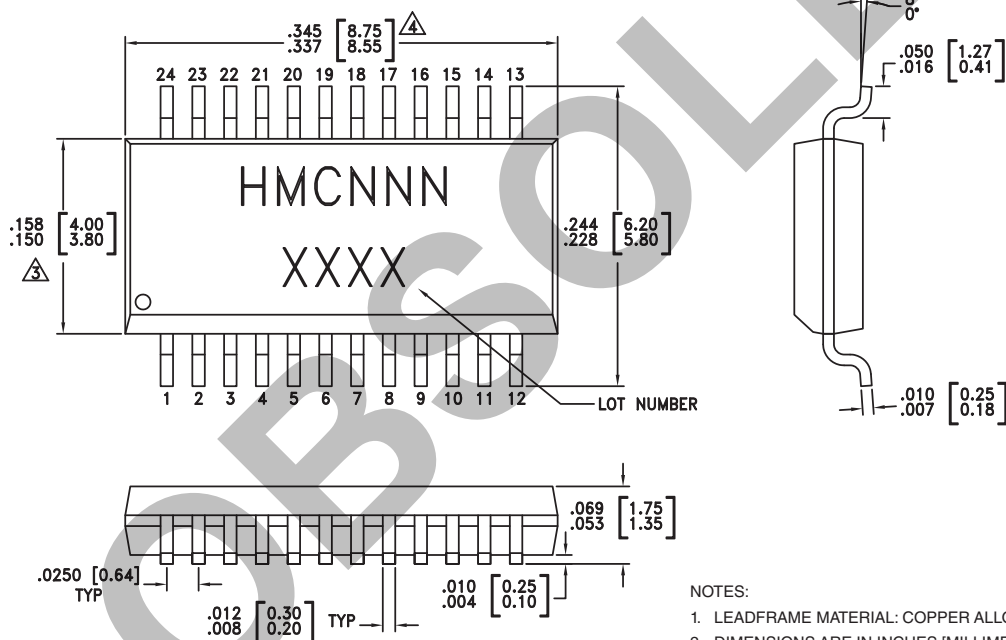 .345 [8.75] 4
.337 [8.55]
0°
.050 [1.27]
.016 [0.41]
24 23 22 21 20 19 18 17 16 15 14 13
HMCNNN
XXXX
.158 [4.00]
.150 [3.80]
3
.244 [6.20]
.228 [5.80]
1 2 3 4 5 6 7 8 9 10 11 12
LOT NUMBER
.010 [0.25]
.007 [0.18]
.069 [1.75]
.053 [1.35]
.0250 [0.64]
TYP
.012 [0.30]
.008 [0.20]
TYP
.010 [0.25]
.004 [0.10]
NOTES:
1. LEADFRAME MATERIAL: COPPER